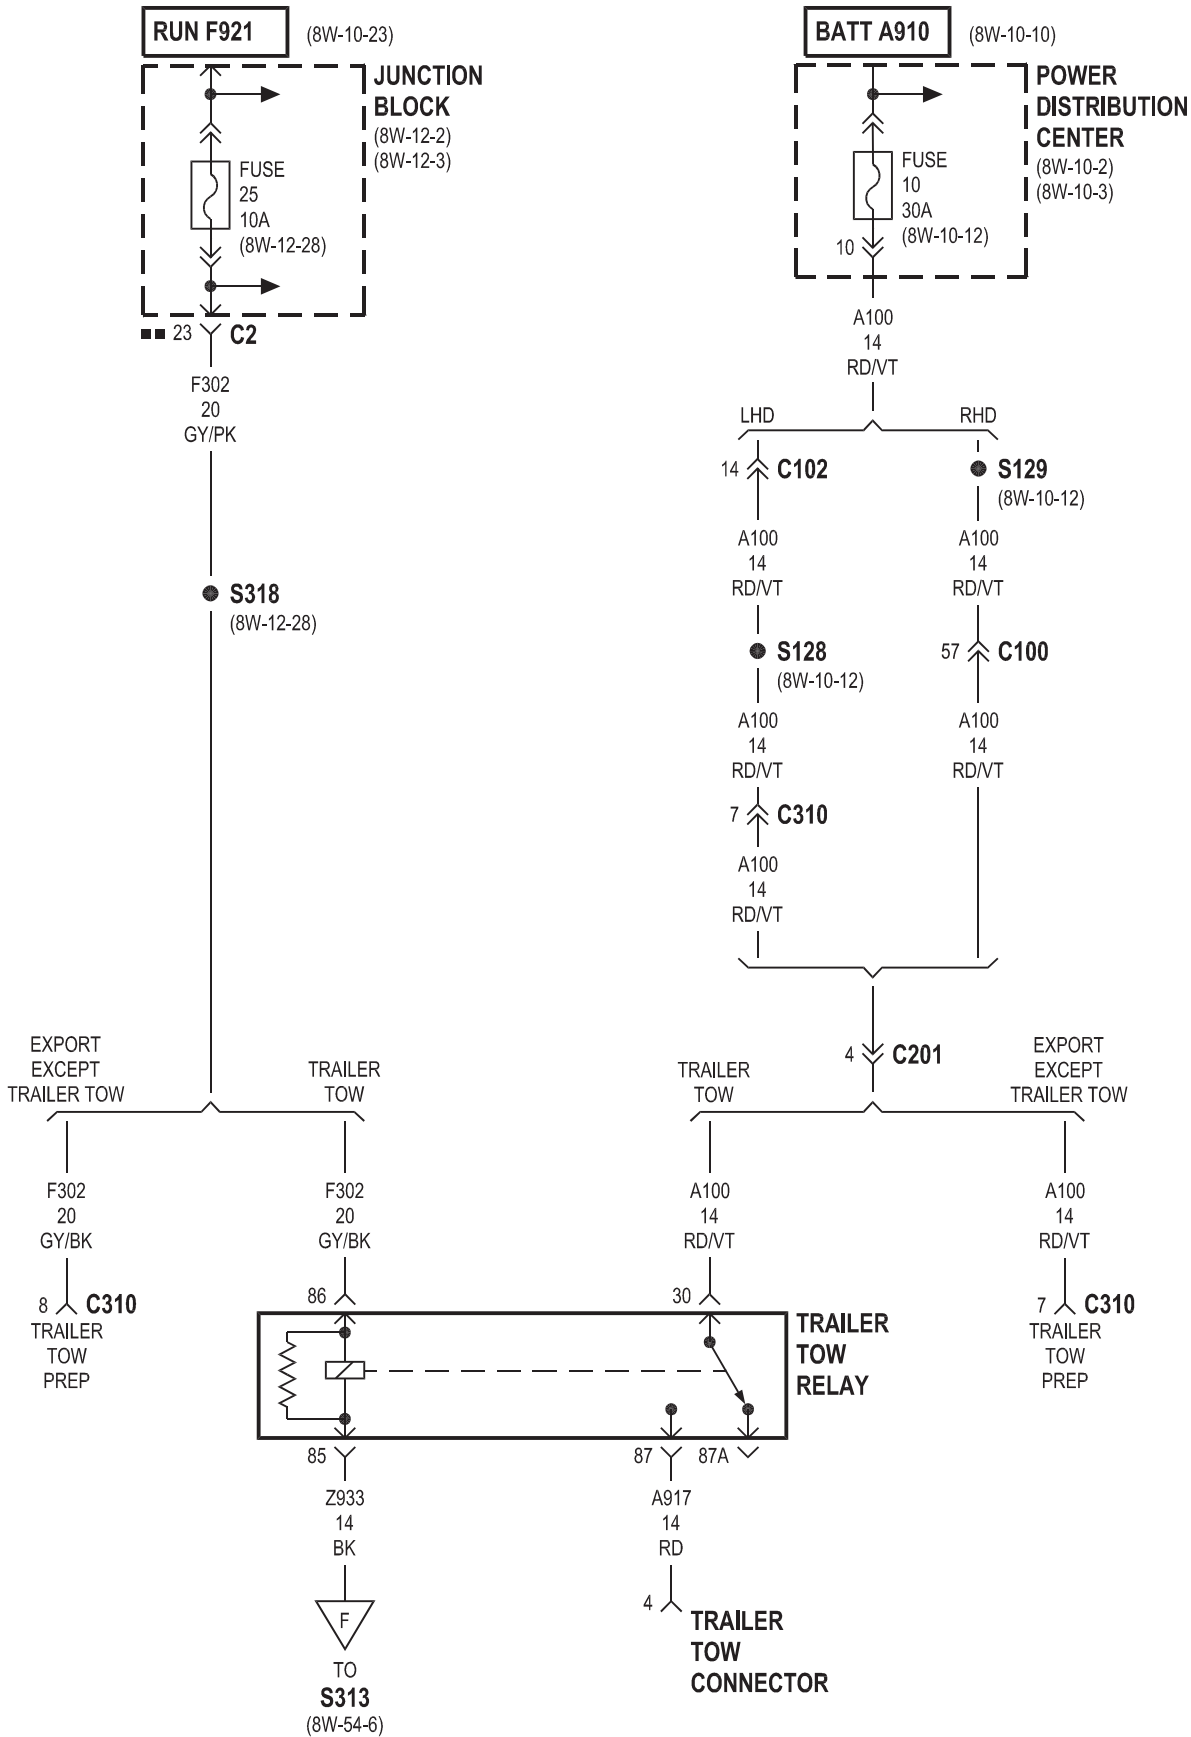 RUN F921
(8W-10-23)
JUNCTION
BLOCK
(8W-12-2)
(8W-12-3)
FUSE
25
10A
(8W-12-28)
23
C2
F302
20
GY/PK
S318
(8W-12-28)
BATT A910
(8W-10-10)
POWER
DISTRIBUTION
CENTER
(8W-10-2)
(8W-10-3)
FUSE
10
30A
(8W-10-12)
10
A100
14
RD/VT
LHD
RHD
14
C102
S129
(8W-10-12)
A100
14
RD/VT
A100
14
RD/VT
S128
(8W-10-12)
57
C100
A100
14
RD/VT
A100
14
RD/VT
7
C310
A100
14
RD/VT
4
C201
EXPORT
EXCEPT
TRAILER TOW
TRAILER
TOW
TRAILER
TOW
EXPORT
EXCEPT
TRAILER TOW
F302
20
GY/BK
F302
20
GY/BK
A100
14
RD/VT
A100
14
RD/VT
8
C310
TRAILER
TOW
PREP
86
30
7
C310
TRAILER
TOW
PREP
TRAILER
TOW
RELAY
85
87
87A
Z933
14
BK
A917
14
RD
F
TO
S313
(8W-54-6)
4
TRAILER
TOW
CONNECTOR